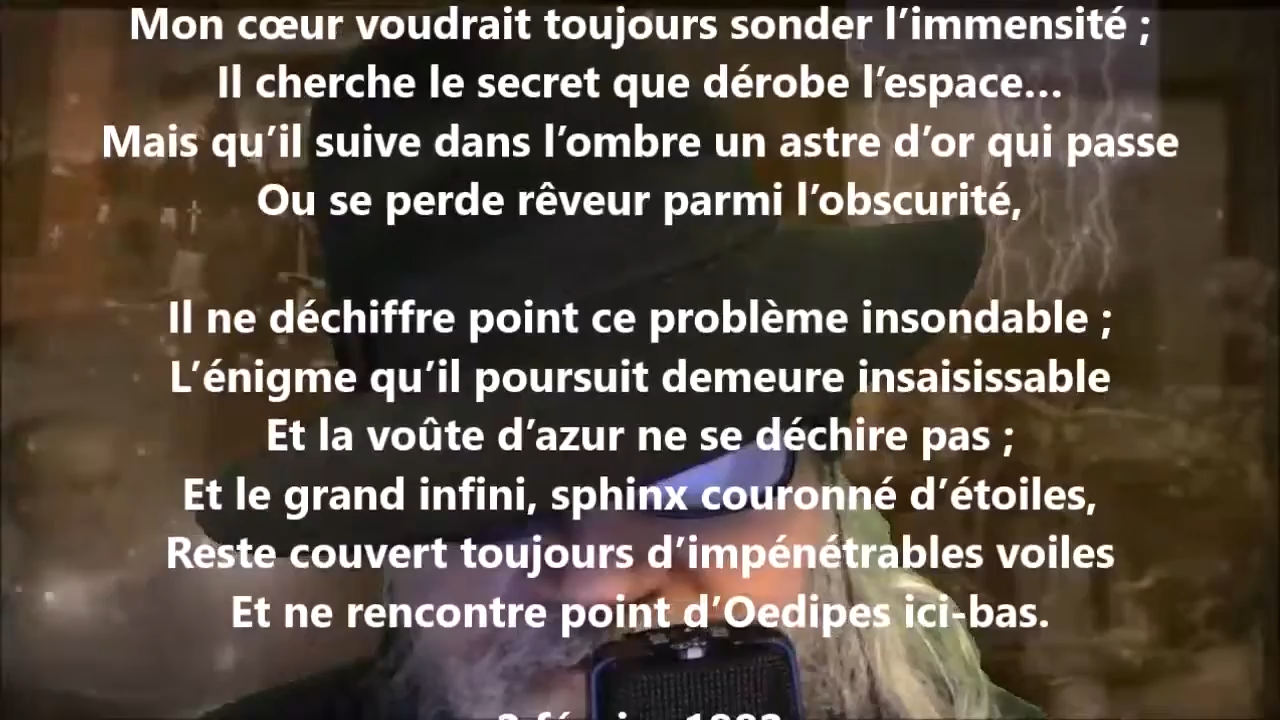 Mon cœur voudrait toujours sonder l’immensité ;
Il cherche le secret que dérobe l’espace…
Mais qu’il suive dans l’ombre un astre d’or qui passe
Ou se perde rêveur parmi l’obscurité,
Il ne déchiffre point ce problème insondable ;
L’énigme qu’il poursuit demeure insaisissable
Et la voûte d’azur ne se déchire pas ;
Et le grand infini, sphinx couronné d’étoiles,
Reste couvert toujours d’impénétrables voiles
Et ne rencontre point d’Oedipes ici-bas.